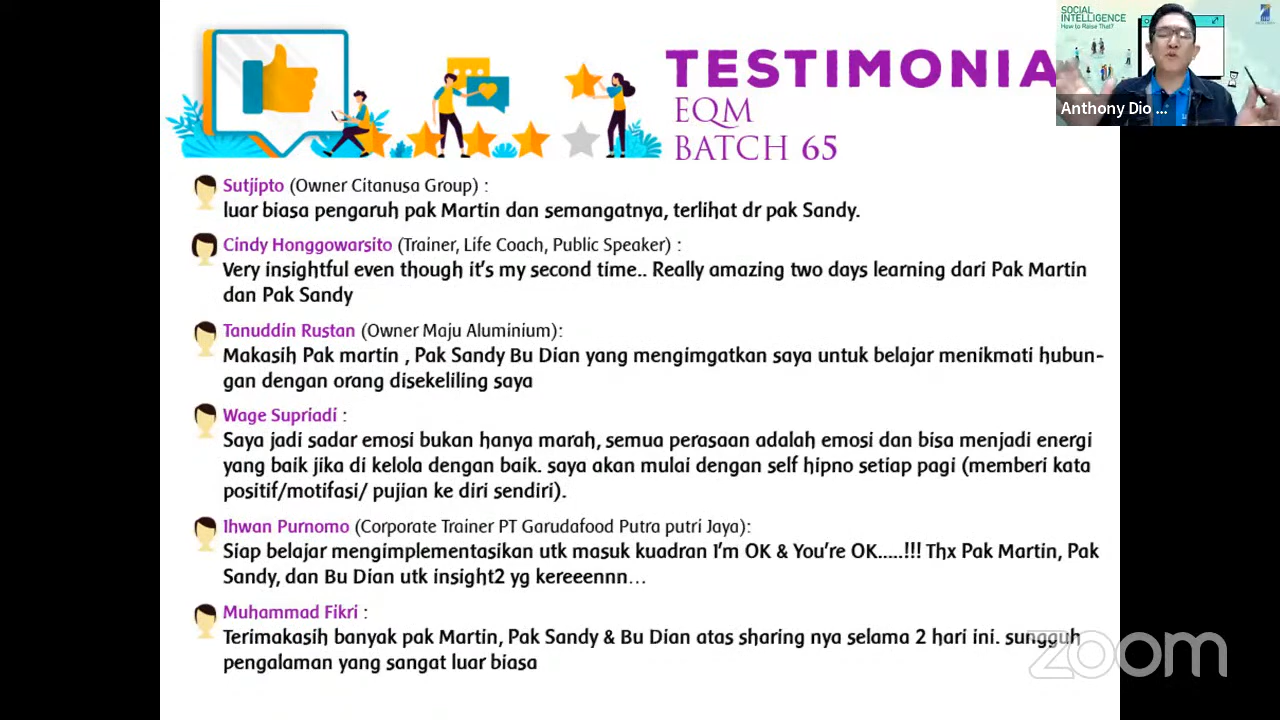 SOCIAL
INTELLIGENCE
How to Raise That?
Anthony Dio ...
TESTIMONIA
EQM
BATCH 65
Sutjipto (Owner Citanusa Group) :
luar biasa pengaruh pak Martin dan semangatnya, terlihat dr pak Sandy.
Cindy Honggowarsito (Trainer, Life Coach, Public Speaker) :
Very insightful even though it's my second time.. Really amazing two days learning dari Pak Martin
dan Pak Sandy
Tanuddin Rustan (Owner Maju Aluminium):
Makasih Pak martin , Pak Sandy Bu Dian yang mengimgatkan saya untuk belajar menikmati hubun-
gan dengan orang disekeliling saya
Wage Supriadi :
Saya jadi sadar emosi bukan hanya marah, semua perasaan adalah emosi dan bisa menjadi energi
yang baik jika di kelola dengan baik. saya akan mulai dengan self hipno setiap pagi (memberi kata
positif/motifasi/ pujian ke diri sendiri).
Ihwan Purnomo (Corporate Trainer PT Garudafood Putra putri Jaya):
Siap belajar mengimplementasikan utk masuk kuadran I'm OK & You're OK.....!!! Thx Pak Martin, Pak
Sandy, dan Bu Dian utk insight2 yg kereeennn...
Muhammad Fikri :
Terimakasih banyak pak Martin, Pak Sandy & Bu Dian atas sharing nya selama 2 hari ini. sungguh
pengalaman yang sangat luar biasa
zoom